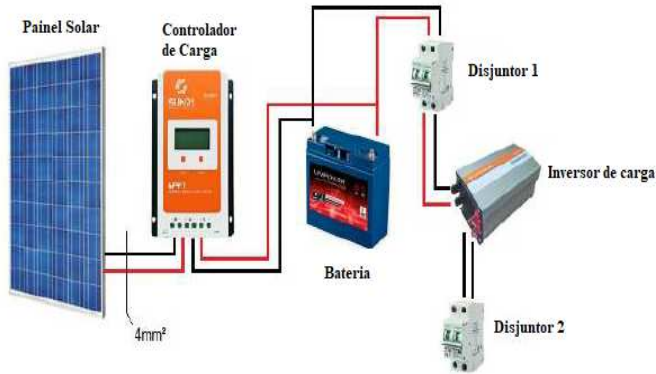 Painel Solar
Controlador
de Carga
Disjuntor 1
Inversor de carga
Bateria
Disjuntor 2
4mm²